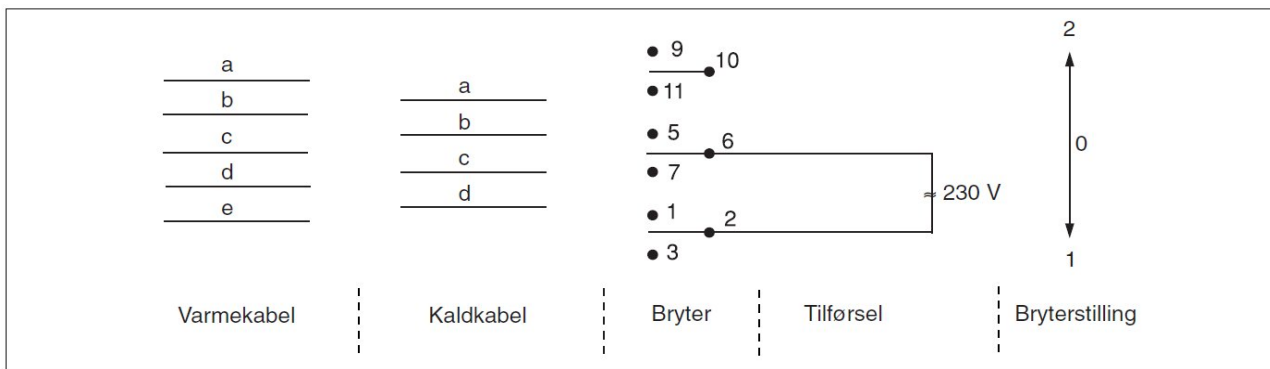 2
9
10
11
a
b
c
d
e
a
b
c
d
5
6
7
1
2
3
≈ 230 V
0
1
Varmekabel
Kaldkabel
Bryter
Tilførsel
Bryterstilling